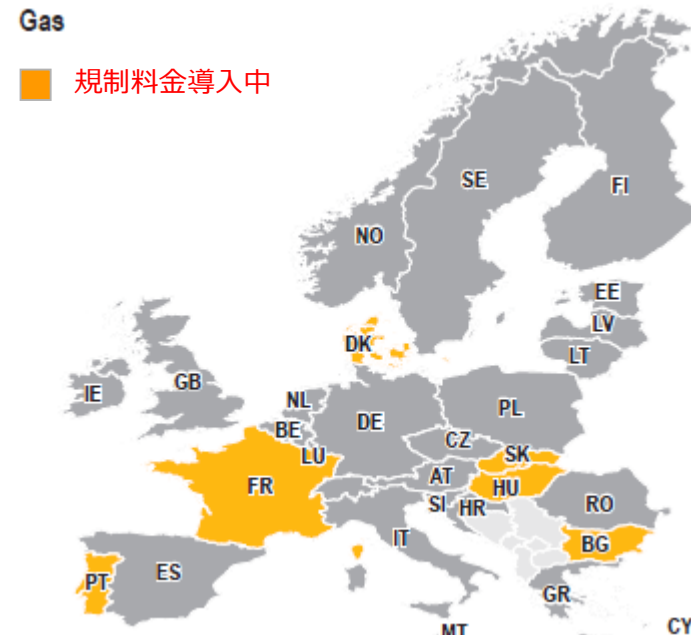 Gas
規制料金導入中
SE
FI
NO
EE
LV
DK
LT
IE
GB
NL
DE
PL
BE
CZ
LU
SK
AT
FR
HU
SI
HR
RO
IT
BG
PT
ES
GR
MT
CY